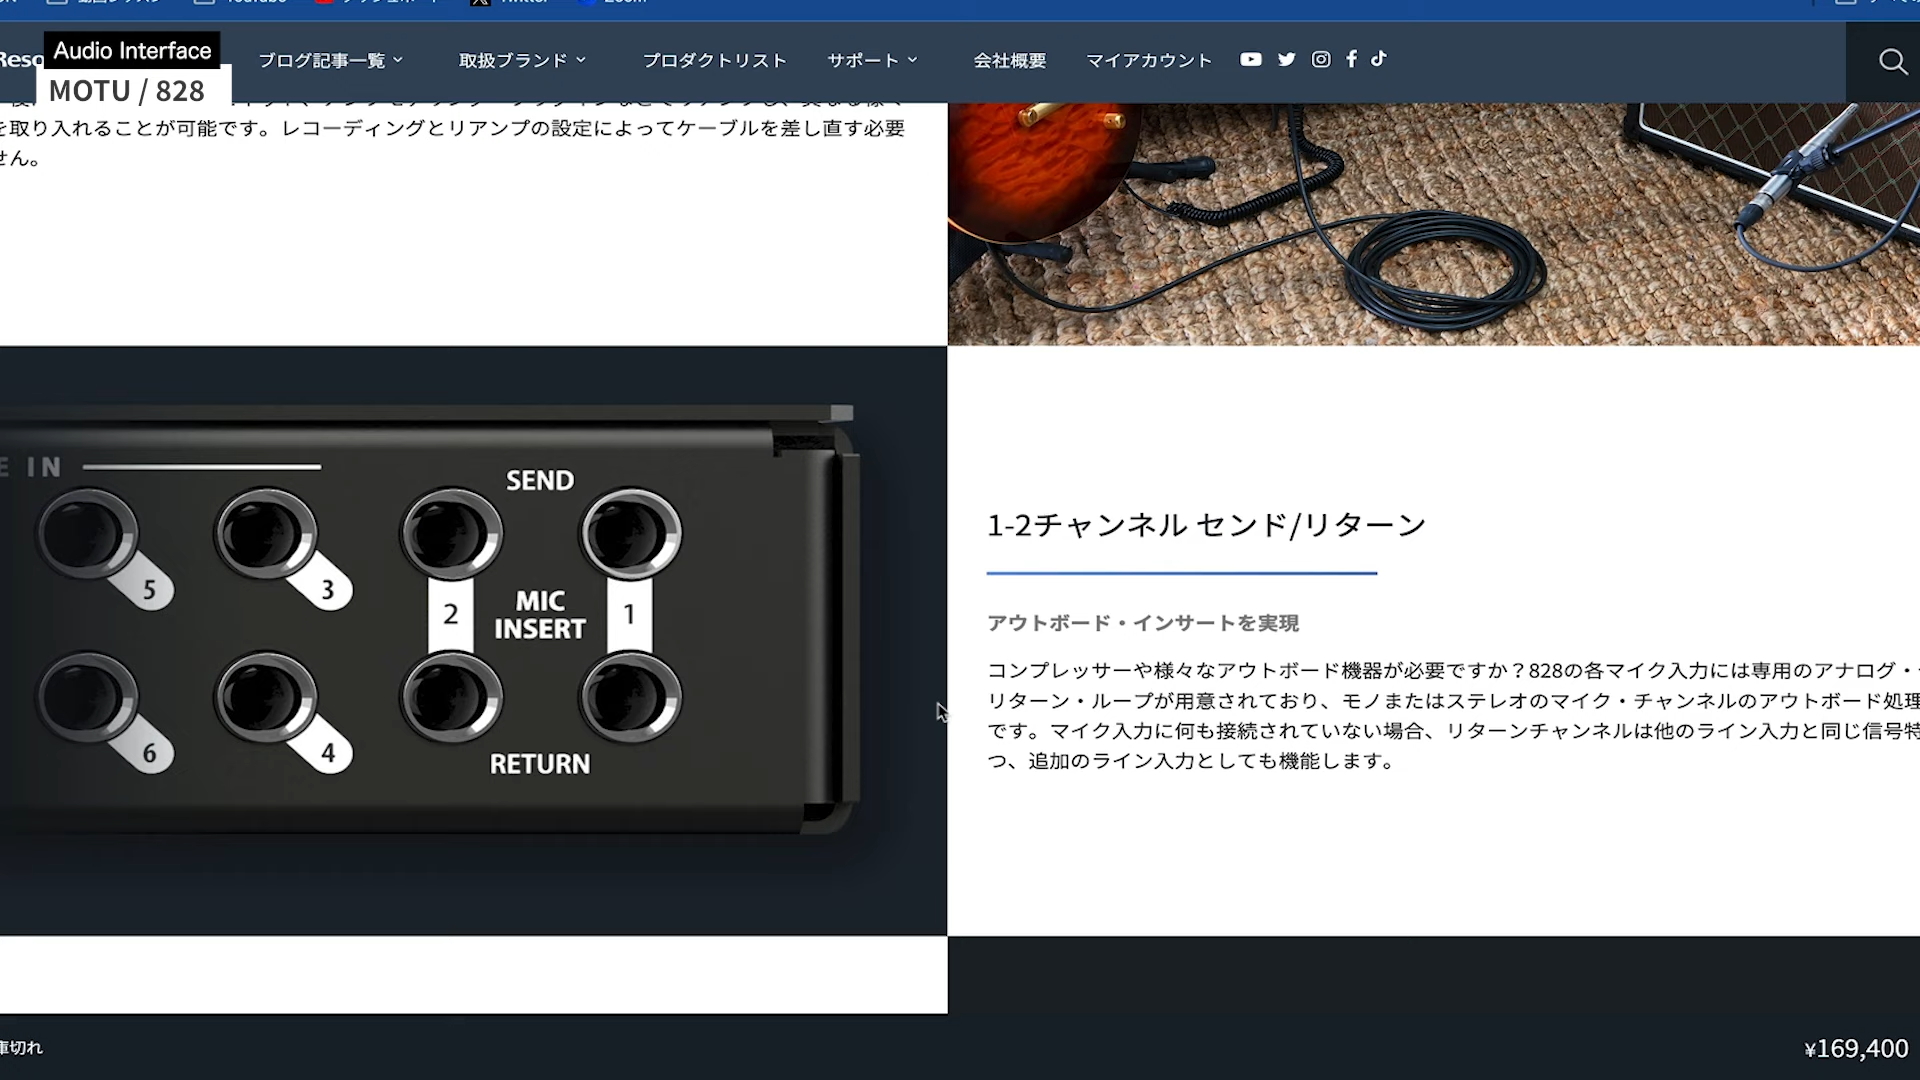 YouTube
Audio Interface
MOTU / 828
ブログ記事一覧
取扱ブランド
プロダクトリスト
サポート
会社概要
マイアカウント
を取り入れることが可能です。レコーディングとリアンプの設定によってケーブルを差し直す必要
せん。
E IN
SEND
5
3
2
MIC
INSERT
1
6
4
RETURN
1-2チャンネル センド/リターン
アウトボード・インサートを実現
コンプレッサーや様々なアウトボード機器が必要ですか？828の各マイク入力には専用のアナログ・
リターン・ループが用意されており、モノまたはステレオのマイク・チャンネルのアウトボード処理
です。マイク入力に何も接続されていない場合、リターンチャンネルは他のライン入力と同じ信号特
つ、追加のライン入力としても機能します。
庫切れ
¥169,400